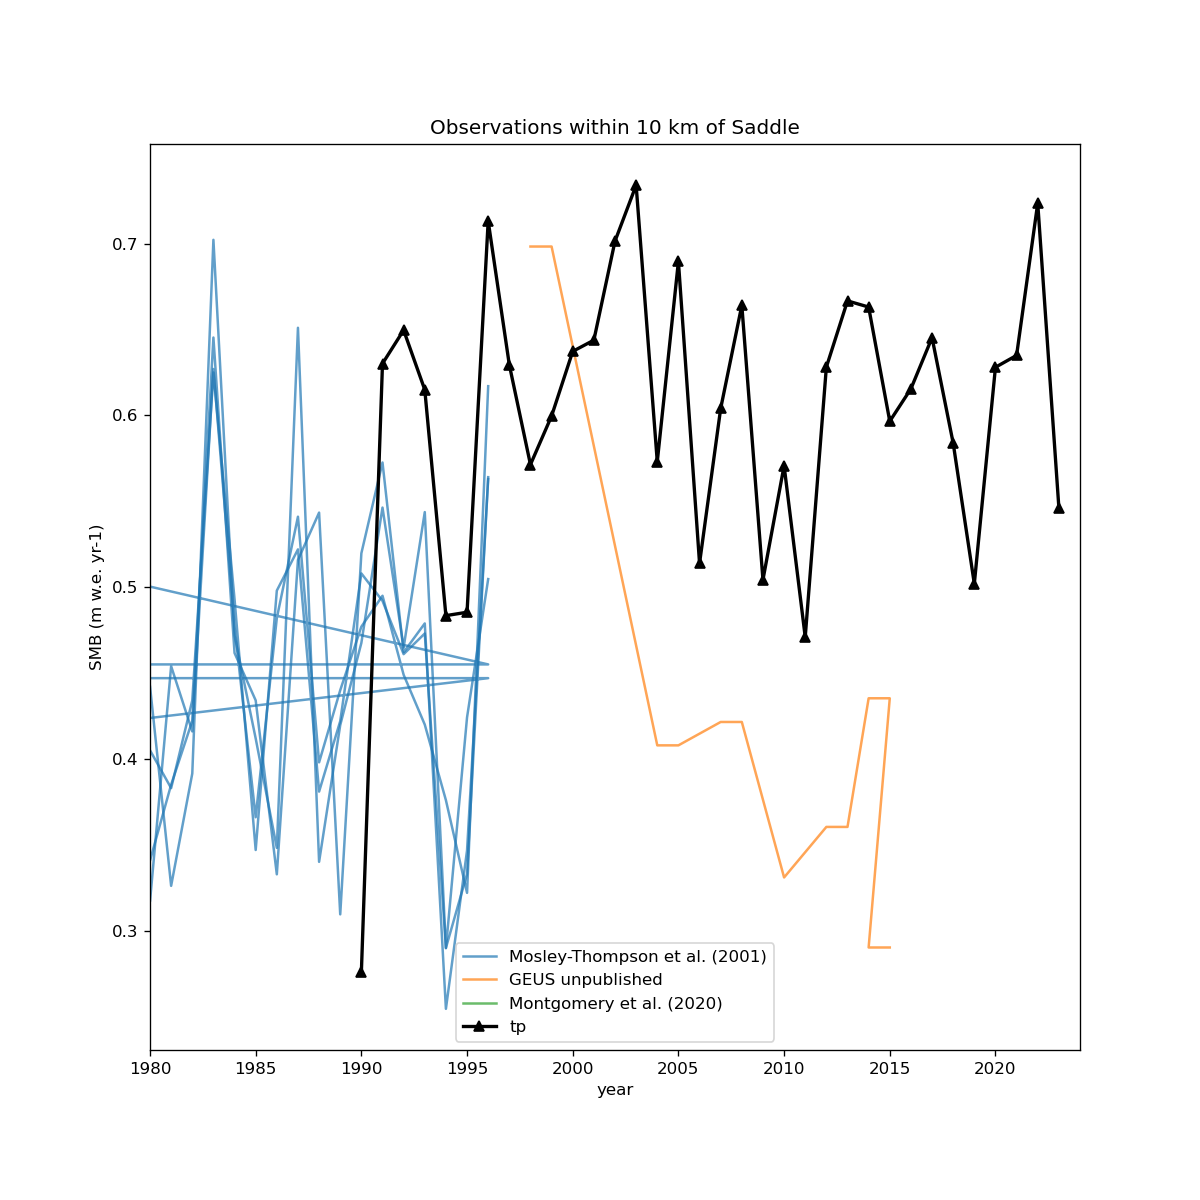 Observations within 10 km of Saddle
0.7
0.6
0.5
0.4
0.3
SMB (m w.e. yr-1)
Mosley-Thompson et al. (2001)
GEUS unpublished
Montgomery et al. (2020)
tp
1980 1985 1990 1995 2000 2005 2010 2015 2020
year